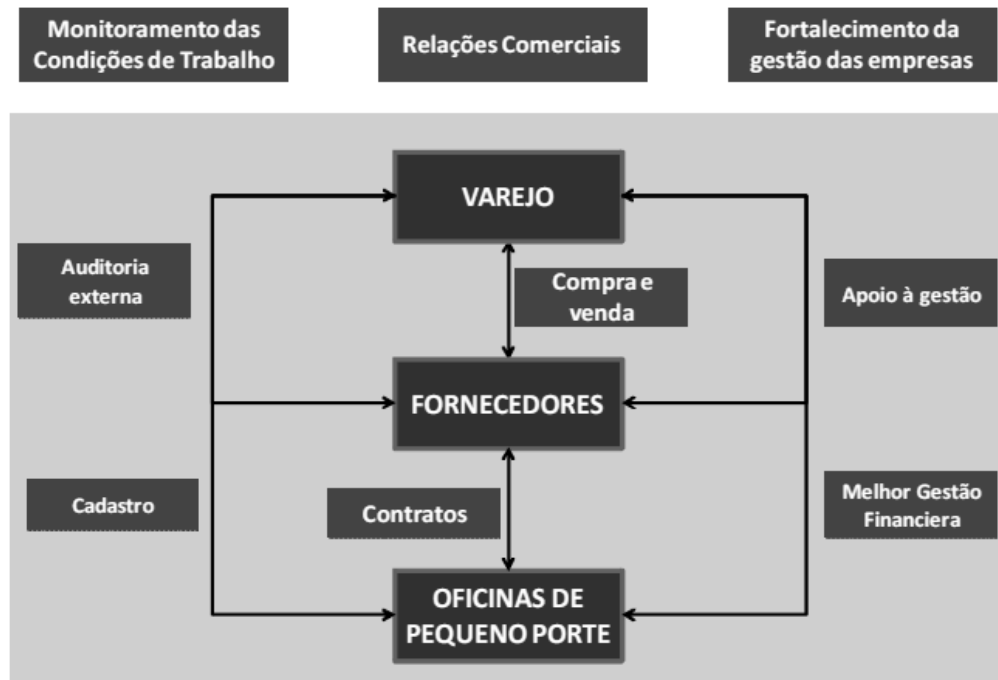 Monitoramento das
Condições de Trabalho
Relações Comerciais
Fortalecimento da
gestão das empresas
VAREJO
Auditoria
externa
Compra e
venda
Apoio à gestão
FORNECEDORES
Cadastro
Contratos
Melhor Gestão
Financiera
OFICINAS DE
PEQUENO PORTE